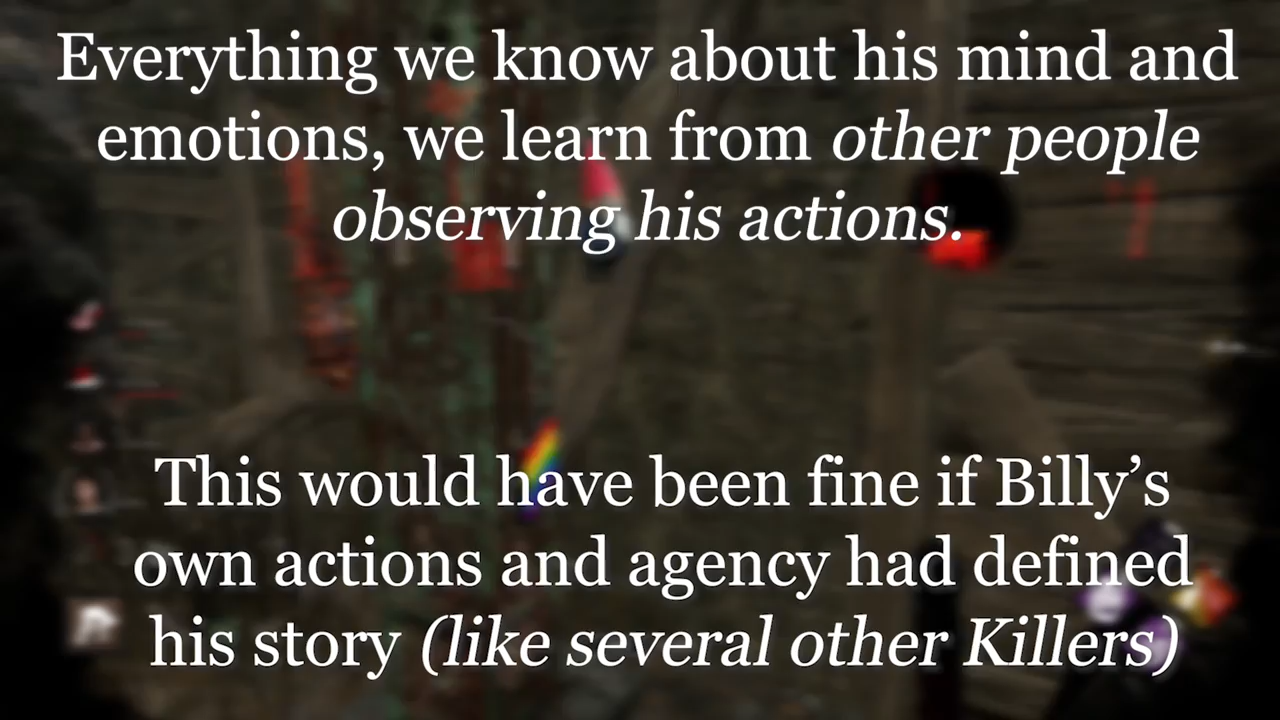 Everything we know about his mind and
emotions, we learn from other people
observing his actions.
This would have been fine if Billy’s
own actions and agency had defined
his story (like several other Killers)